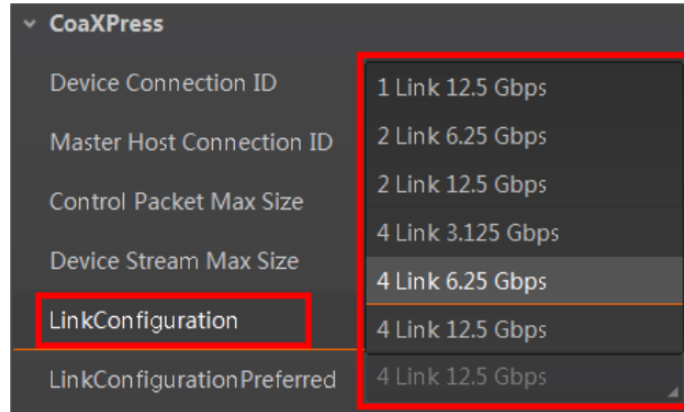 CoaXPress
Device Connection ID
1 Link 12.5 Gbps
Master Host Connection ID
2 Link 6.25 Gbps
Control Packet Max Size
2 Link 12.5 Gbps
4 Link 3.125 Gbps
Device Stream Max Size
4 Link 6.25 Gbps
LinkConfiguration
4 Link 12.5 Gbps
LinkConfigurationPreferred
4 Link 12.5 Gbps